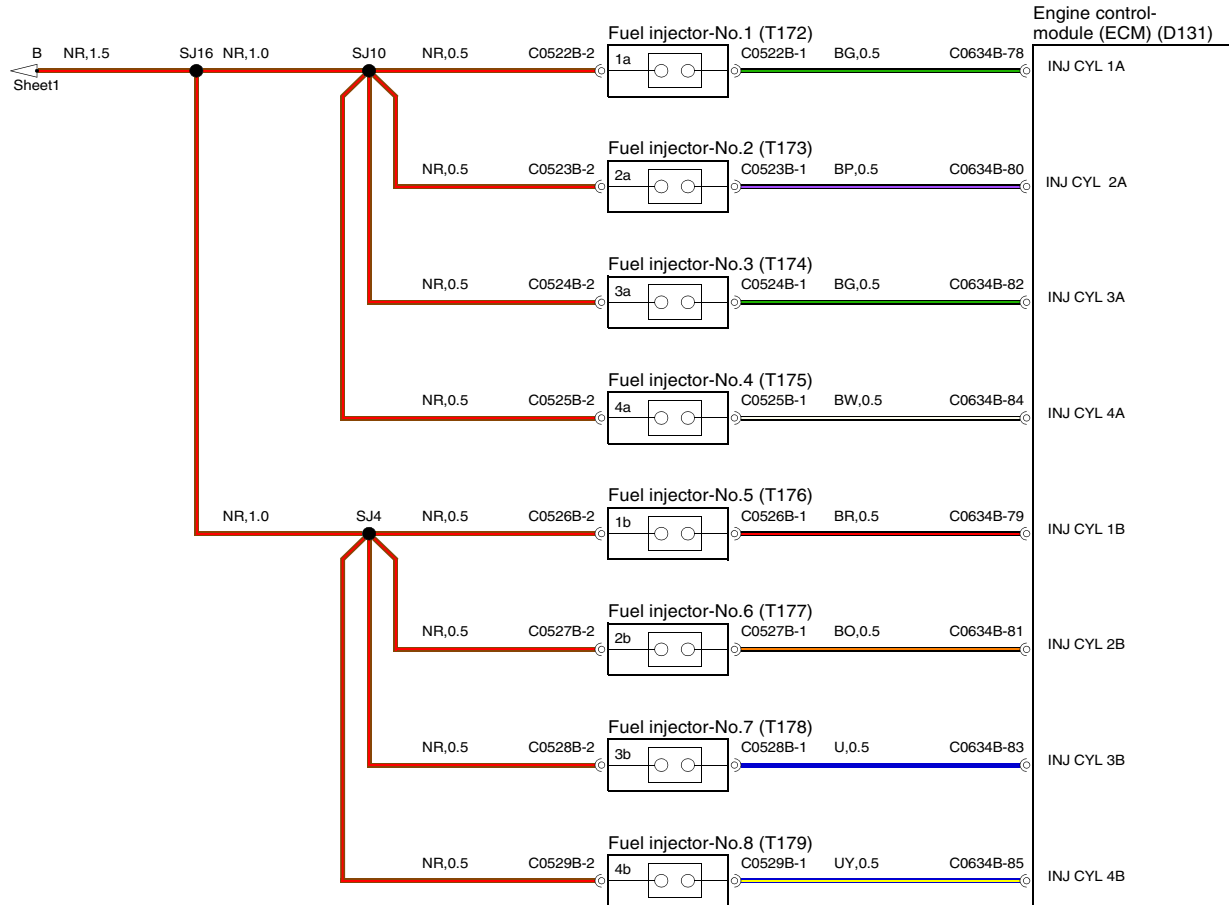 Engine control-
module (ECM) (D131)
Fuel injector-No.1 (T172)
B NR,1.5 SJ16 NR,1.0 SJ10 NR,0.5 C0522B-2 1a C0522B-1 BG,0.5 C0634B-78 INJ CYL 1A
Sheet1
Fuel injector-No.2 (T173)
NR,0.5 C0523B-2 2a C0523B-1 BP,0.5 C0634B-80 INJ CYL 2A
Fuel injector-No.3 (T174)
NR,0.5 C0524B-2 3a C0524B-1 BG,0.5 C0634B-82 INJ CYL 3A
Fuel injector-No.4 (T175)
NR,0.5 C0525B-2 4a C0525B-1 BW,0.5 C0634B-84 INJ CYL 4A
Fuel injector-No.5 (T176)
NR,1.0 SJ4 NR,0.5 C0526B-2 1b C0526B-1 BR,0.5 C0634B-79 INJ CYL 1B
Fuel injector-No.6 (T177)
NR,0.5 C0527B-2 2b C0527B-1 BO,0.5 C0634B-81 INJ CYL 2B
Fuel injector-No.7 (T178)
NR,0.5 C0528B-2 3b C0528B-1 U,0.5 C0634B-83 INJ CYL 3B
Fuel injector-No.8 (T179)
NR,0.5 C0529B-2 4b C0529B-1 UY,0.5 C0634B-85 INJ CYL 4B